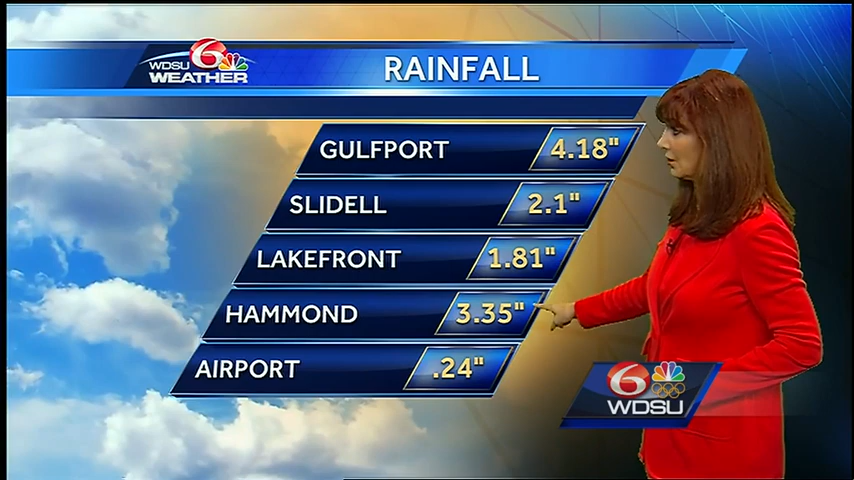 WDSU 6
WEATHER
RAINFALL
GULFPORT 4.18"
SLIDELL 2.1"
LAKEFRONT 1.81"
HAMMOND 3.35"
AIRPORT .24"
6
WDSU